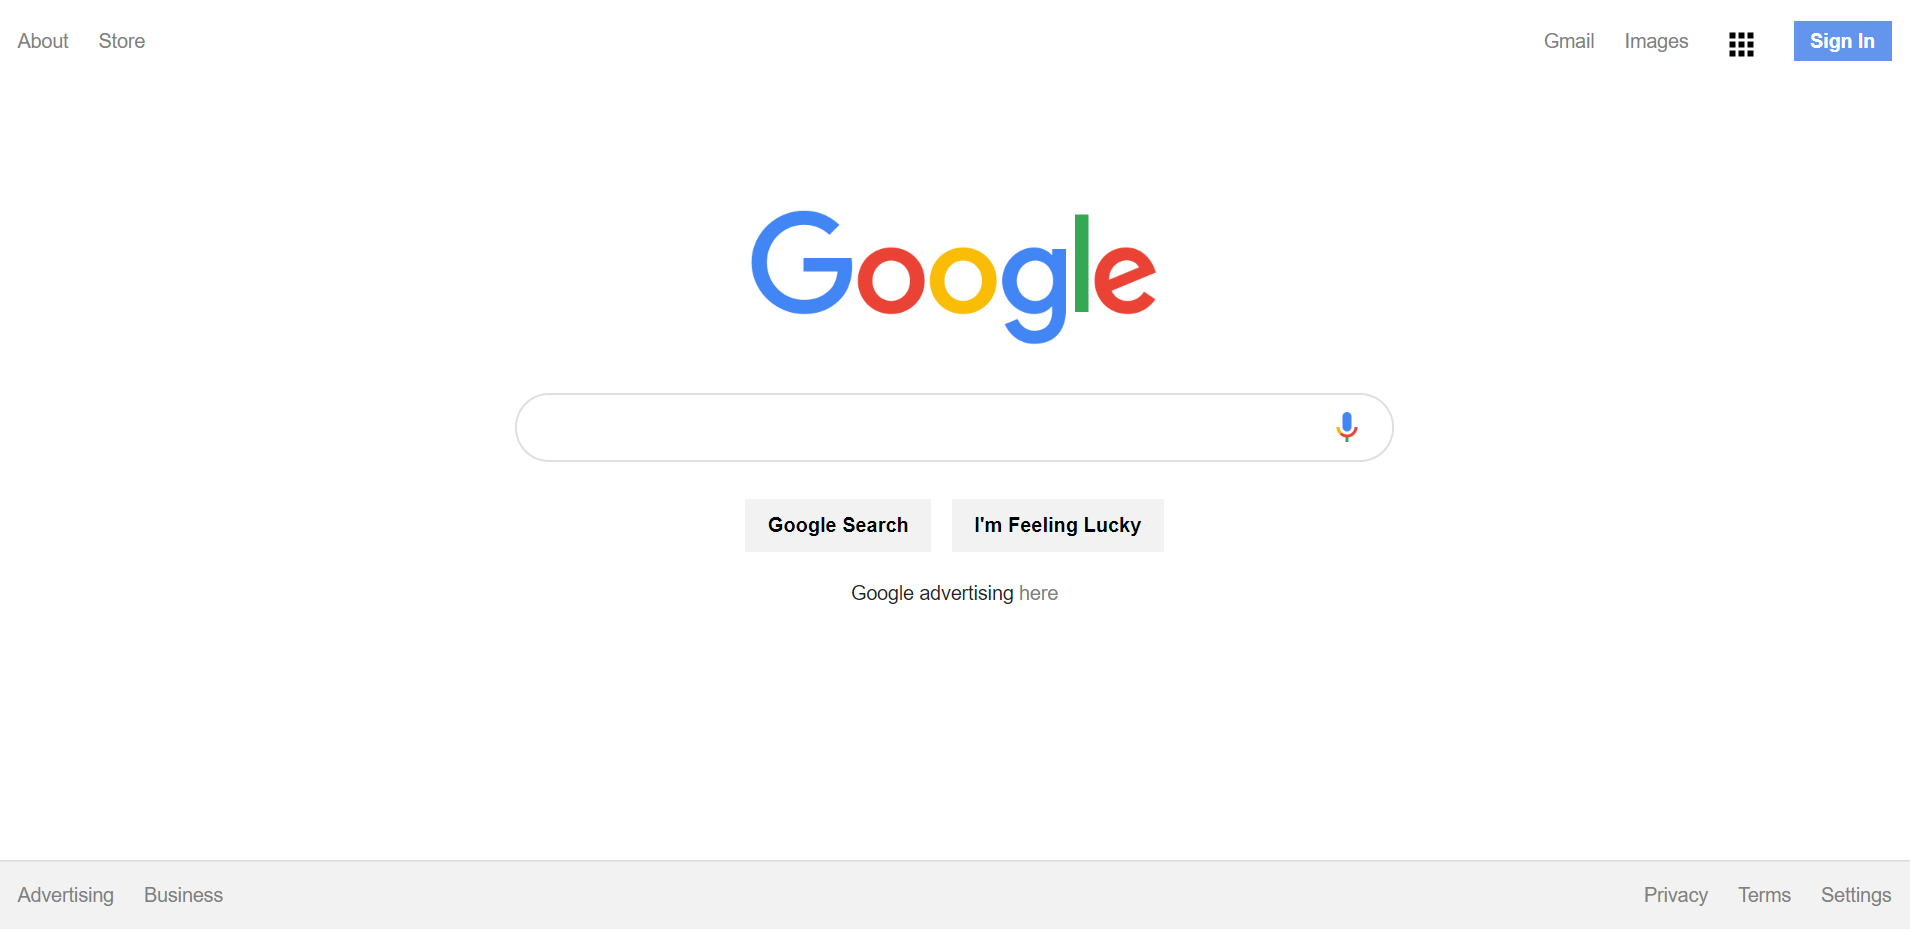 About Store Gmail Images Sign In
Google
Google Search I'm Feeling Lucky
Google advertising here
Advertising Business Privacy Terms Settings